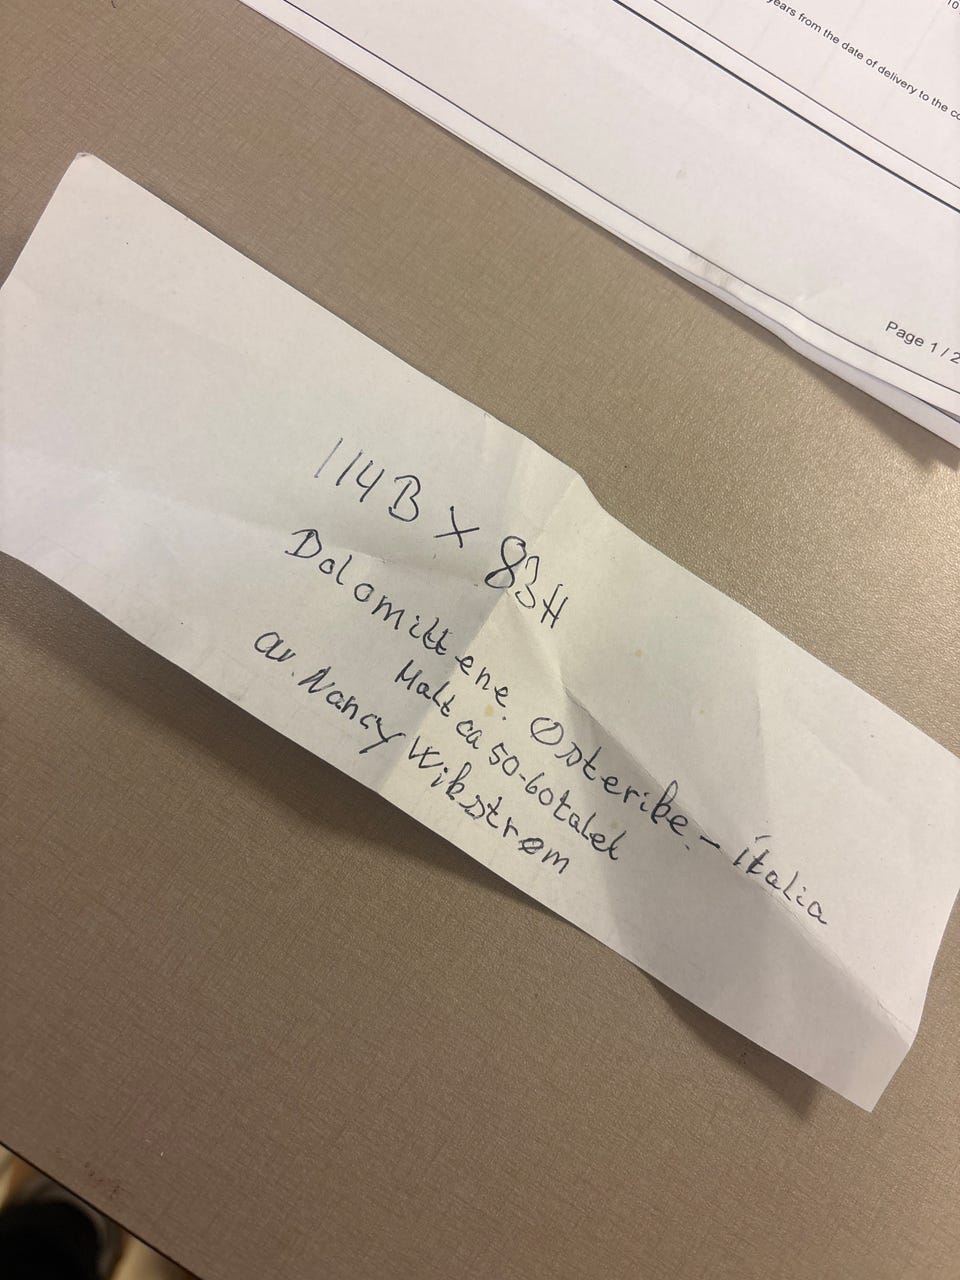 years from the date of delivery to the
Page 1 / 2
114B X 83H
Dolomittene. Østerike - Italia
Malt ca 50-60talet
av. Nancy Wikstrøm